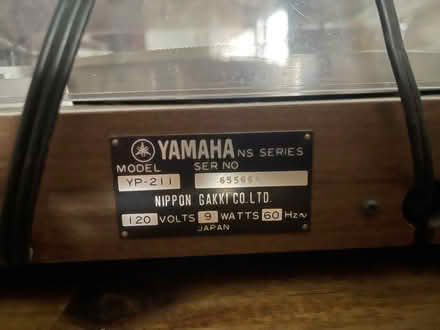 YAMAHA NS SERIES
MODEL SER NO
YP-211
NIPPON GAKKI CO. LTD.
120 VOLTS 9 WATTS 60 Hz~
JAPAN